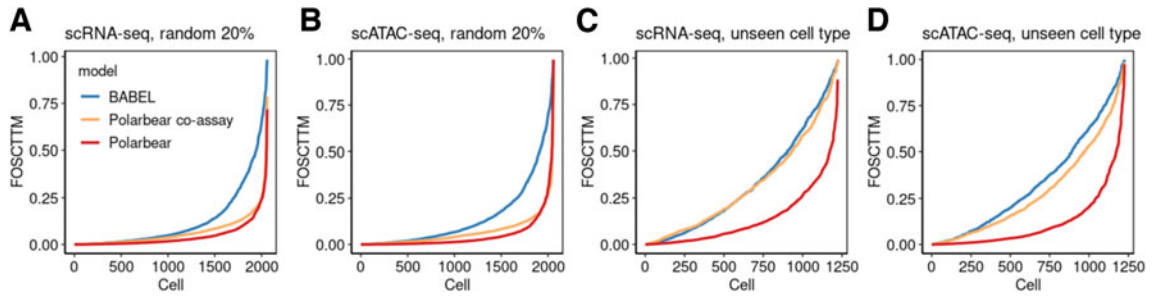 A
scRNA-seq, random 20%
1.00
0.75
0.50
0.25
0.00
FOSCTTM
model
BABEL
Polarbear co-assay
Polarbear
0
500
1000
1500
2000
Cell
B
scATAC-seq, random 20%
1.00
0.75
0.50
0.25
0.00
FOSCTTM
0
500
1000
1500
2000
Cell
C
scRNA-seq, unseen cell type
1.00
0.75
0.50
0.25
0.00
FOSCTTM
0
250
500
750
1000
1250
Cell
D
scATAC-seq, unseen cell type
1.00
0.75
0.50
0.25
0.00
FOSCTTM
0
250
500
750
1000
1250
Cell